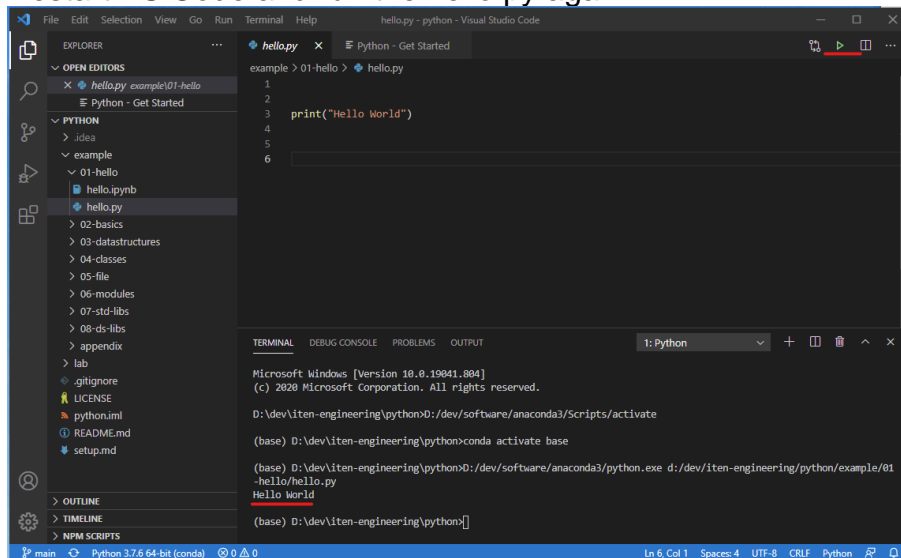 File Edit Selection View Go Run Terminal Help hello.py - python - Visual Studio Code
EXPLORER
OPEN EDITORS
hello.py example\01-hello
Python - Get Started
PYTHON
.idea
example
01-hello
hello.ipynb
hello.py
02-basics
03-datastructures
04-classes
05-file
06-modules
07-std-libs
08-ds-libs
appendix
lab
.gitignore
LICENSE
python.iml
README.md
setup.md
OUTLINE
TIMELINE
NPM SCRIPTS
hello.py Python - Get Started
example > 01-hello > hello.py
1
2
3 print("Hello World")
4
5
6
TERMINAL DEBUG CONSOLE PROBLEMS OUTPUT 1: Python
Microsoft Windows [Version 10.0.19041.804]
(c) 2020 Microsoft Corporation. All rights reserved.
D:\dev\iten-engineering\python>D:/dev/software/anaconda3/Scripts/activate
(base) D:\dev\iten-engineering\python>conda activate base
(base) D:\dev\iten-engineering\python>D:/dev/software/anaconda3/python.exe d:/dev/iten-engineering/python/example/01
-hello/hello.py
Hello World
(base) D:\dev\iten-engineering\python>
main Python 3.7.6 64-bit (conda) 0 0 Ln 6, Col 1 Spaces: 4 UTF-8 CRLF Python